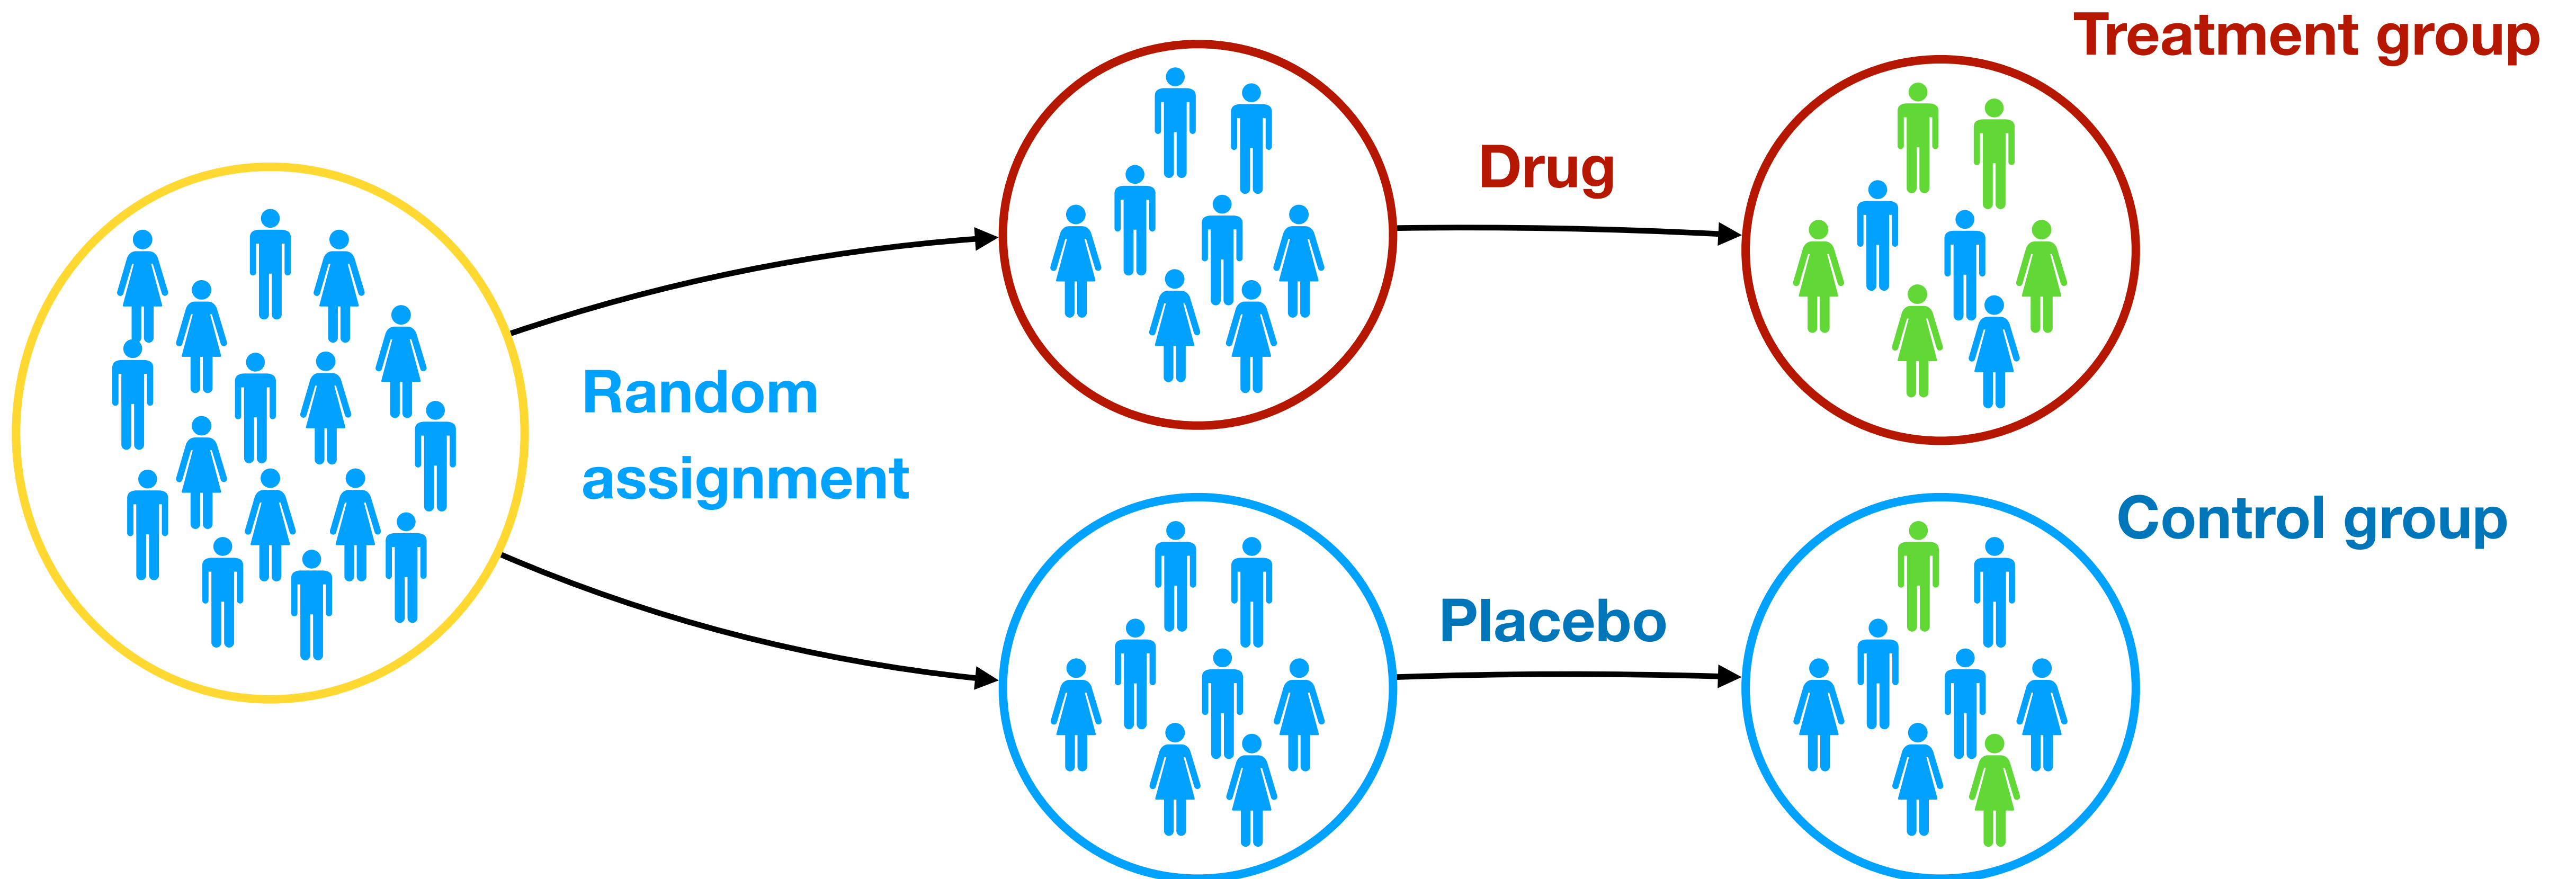 Treatment group
Drug
Random
assignment
Control group
Placebo